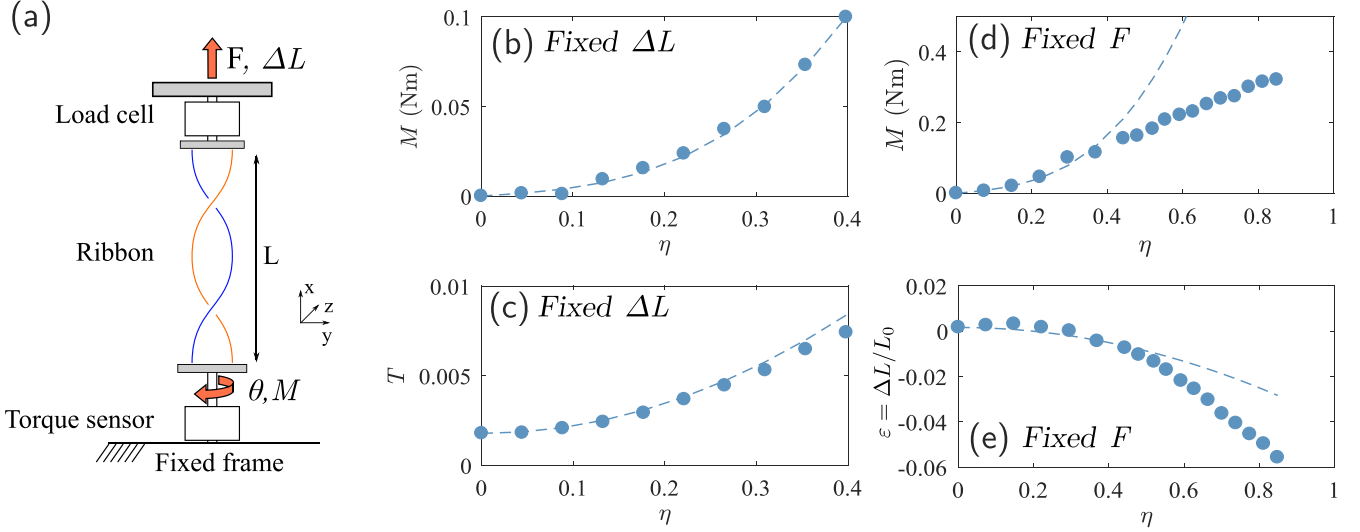 (a)
F, ΔL
Load cell
Ribbon
L
x
z
y
θ, M
Torque sensor
Fixed frame
(b) Fixed ΔL
M (Nm)
0.1
0.05
0
0 0.1 0.2 0.3 0.4
η
(c) Fixed ΔL
T
0.01
0.005
0
0 0.1 0.2 0.3 0.4
η
(d) Fixed F
M (Nm)
0.4
0.2
0
0 0.2 0.4 0.6 0.8 1
η
ε = ΔL/L₀
0.02
0
-0.02
-0.04
-0.06
(e) Fixed F
0 0.2 0.4 0.6 0.8 1
η